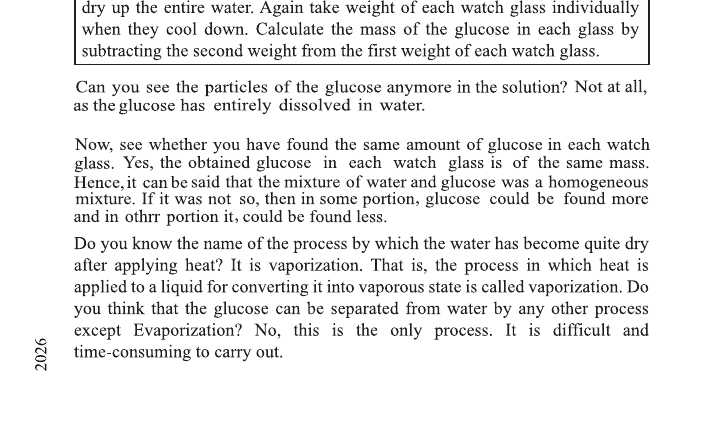 dry up the entire water. Again take weight of each watch glass individually
when they cool down. Calculate the mass of the glucose in each glass by
subtracting the second weight from the first weight of each watch glass.
Can you see the particles of the glucose anymore in the solution? Not at all,
as the glucose has entirely dissolved in water.
Now, see whether you have found the same amount of glucose in each watch
glass. Yes, the obtained glucose in each watch glass is of the same mass.
Hence, it can be said that the mixture of water and glucose was a homogeneous
mixture. If it was not so, then in some portion, glucose could be found more
and in othrr portion it, could be found less.
Do you know the name of the process by which the water has become quite dry
after applying heat? It is vaporization. That is, the process in which heat is
applied to a liquid for converting it into vaporous state is called vaporization. Do
you think that the glucose can be separated from water by any other process
except Evaporization? No, this is the only process. It is difficult and
time-consuming to carry out.
2026